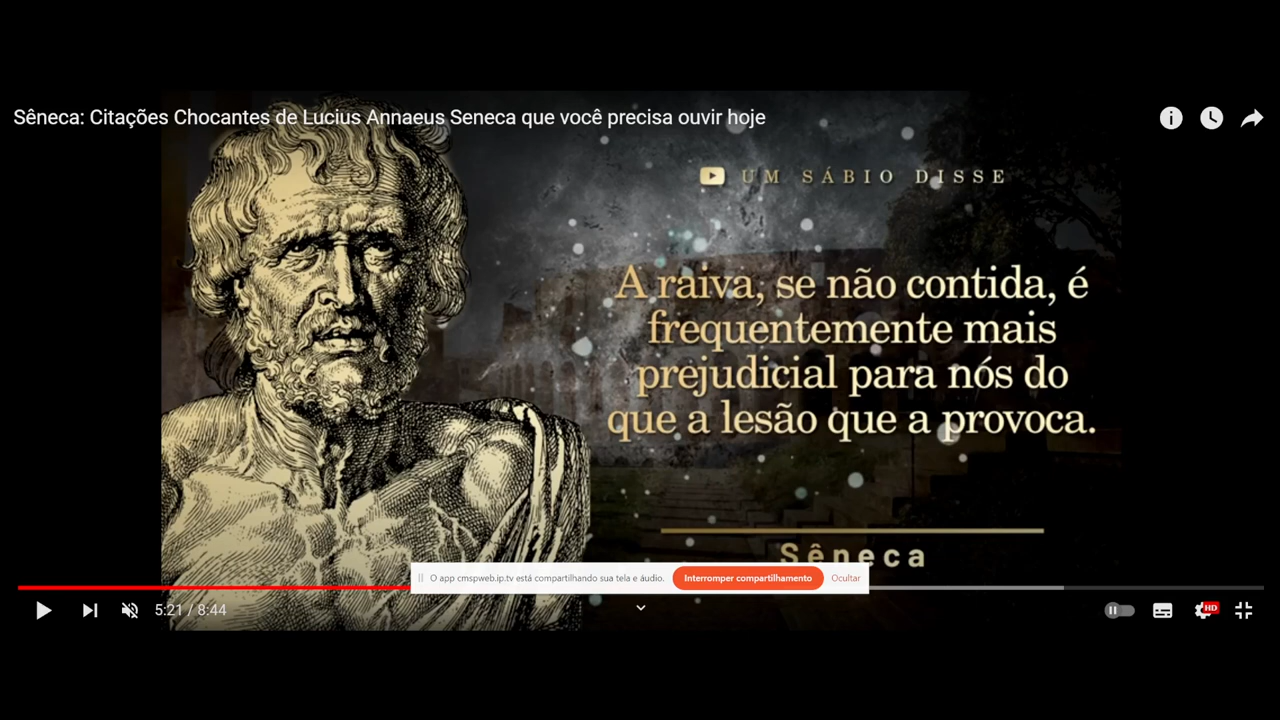 Sêneca: Citações Chocantes de Lucius Annaeus Seneca que você precisa ouvir hoje
UM SÁBIO DISSE
A raiva, se não contida, é
frequentemente mais
prejudicial para nós do
que a lesão que a provoca.
Sêneca
O app cmspweb.ip.tv está compartilhando sua tela e áudio. Interromper compartilhamento Ocultar
5:21 / 8:44
HD